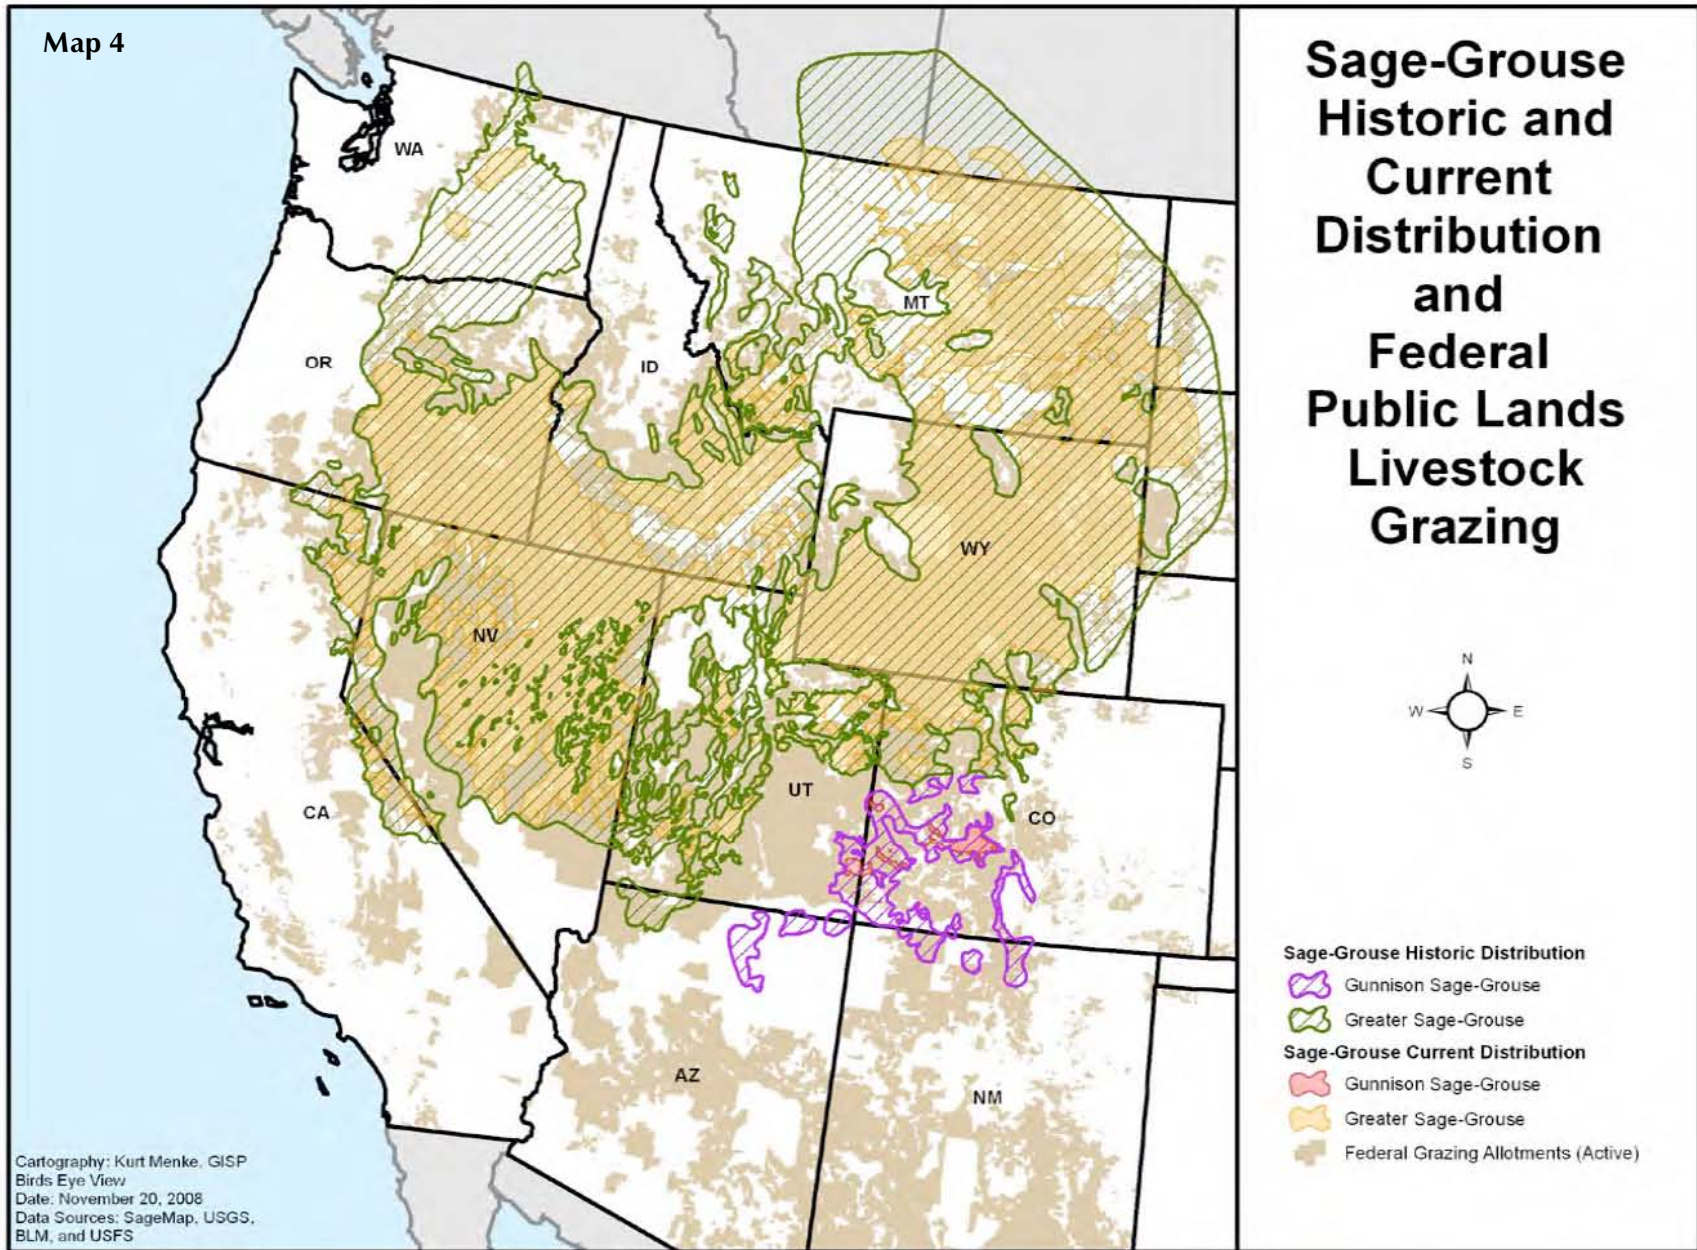 Map 4
Sage-Grouse
Historic and
Current
Distribution
and
Federal
Public Lands
Livestock
Grazing
WA
MT
OR
ID
WY
NV
UT
CA
CO
AZ
NM
N
W
E
S
Sage-Grouse Historic Distribution
Gunnison Sage-Grouse
Greater Sage-Grouse
Sage-Grouse Current Distribution
Gunnison Sage-Grouse
Greater Sage-Grouse
Federal Grazing Allotments (Active)
Cartography: Kurt Menke, GISP
Birds Eye View
Date: November 20, 2008
Data Sources: SageMap, USGS,
BLM, and USFS